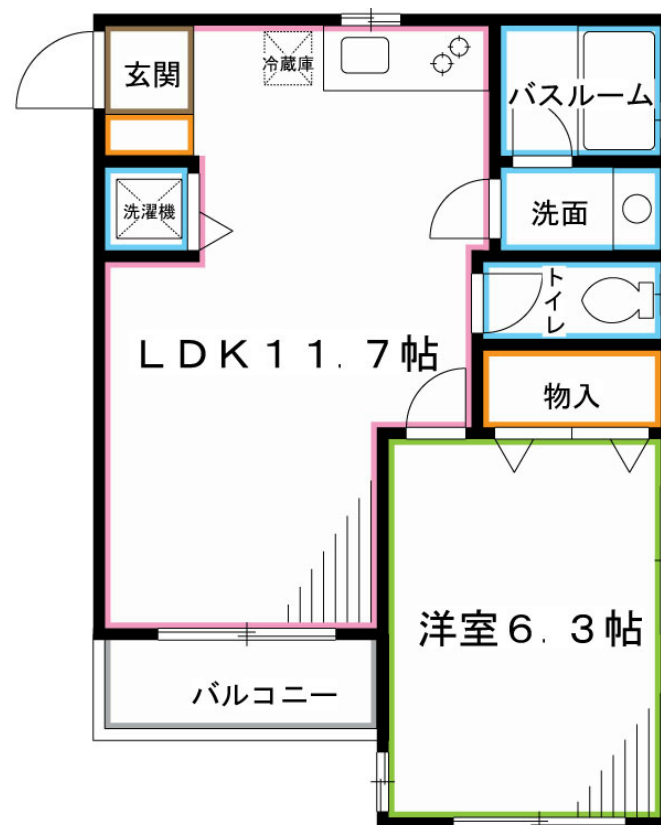 玄関
冷蔵庫
バスルーム
洗濯機
洗面
トイレ
LDK11.7帖
物入
洋室6.3帖
バルコニー